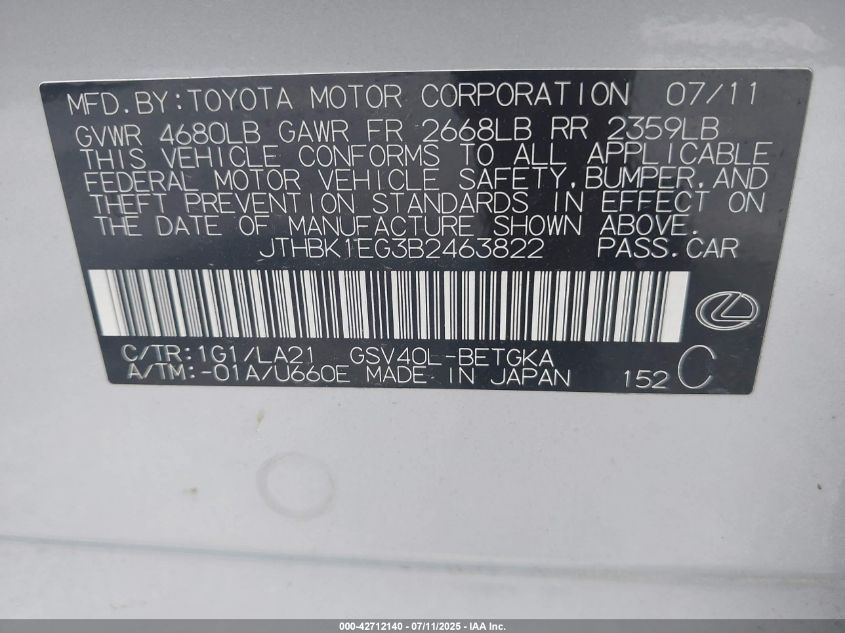 MFD.BY:TOYOTA MOTOR CORPORATION 07/11
GVWR 4680LB GAWR FR 2668LB RR 2359LB
THIS VEHICLE CONFORMS TO ALL APPLICABLE
FEDERAL MOTOR VEHICLE SAFETY,BUMPER,AND
THEFT PREVENTION STANDARDS IN EFFECT ON
THE DATE OF MANUFACTURE SHOWN ABOVE.
JTHBK1EG3B2463822 PASS.CAR
C/TR:1G1/LA21 GSV40L-BETGKA
A/TM:-01A/U660E MADE IN JAPAN 152 C
000-42712140 - 07/11/2025 - IAA Inc.